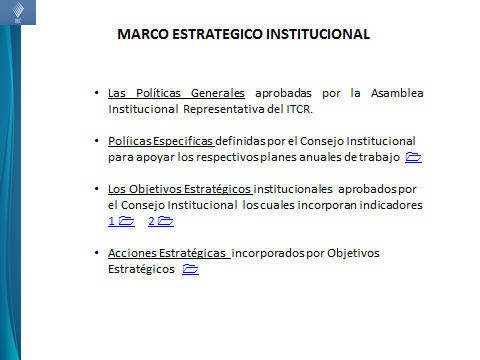 MARCO ESTRATEGICO INSTITUCIONAL
• Las Políticas Generales aprobadas por la Asamblea
Institucional Representativa del ITCR.
• Políicas Especificas definidas por el Consejo Institucional
para apoyar los respectivos planes anuales de trabajo
• Los Objetivos Estratégicos institucionales aprobados por
el Consejo Institucional los cuales incorporan indicadores
1 2
• Acciones Estratégicas incorporados por Objetivos
Estratégicos